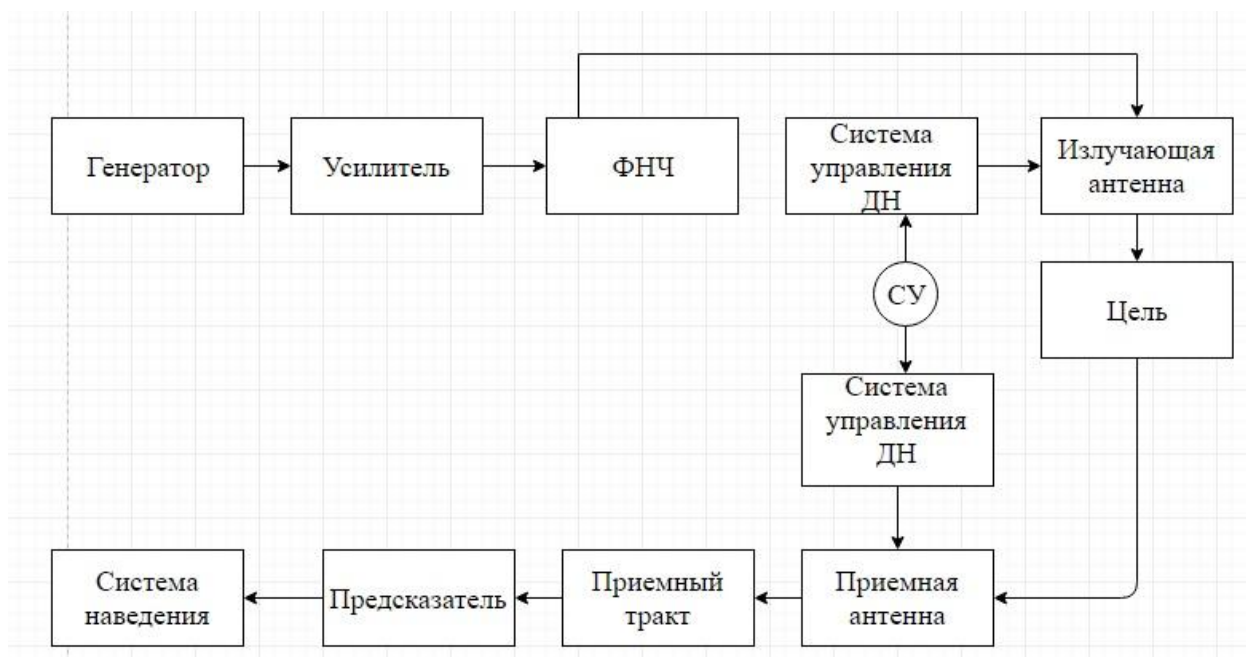 Генератор
Усилитель
ФНЧ
Система
управления
ДН
Излучающая
антенна
СУ
Цель
Система
управления
ДН
Система
наведения
Предсказатель
Приемный
тракт
Приемная
антенна